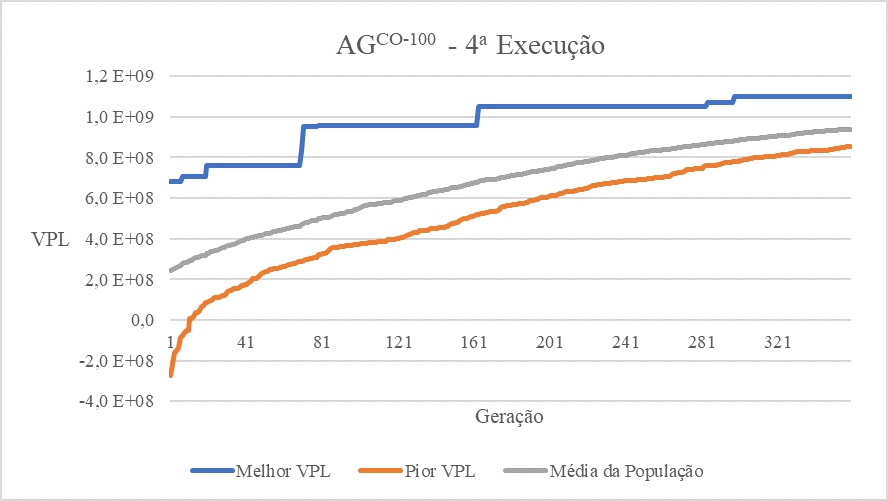 AGCO-100 - 4ª Execução
1,2 E+09
1,0 E+09
8,0 E+08
6,0 E+08
VPL
4,0 E+08
2,0 E+08
0,0
1 41 81 121 161 201 241 281 321
-2,0 E+08
-4,0 E+08
Geração
Melhor VPL Pior VPL Média da População